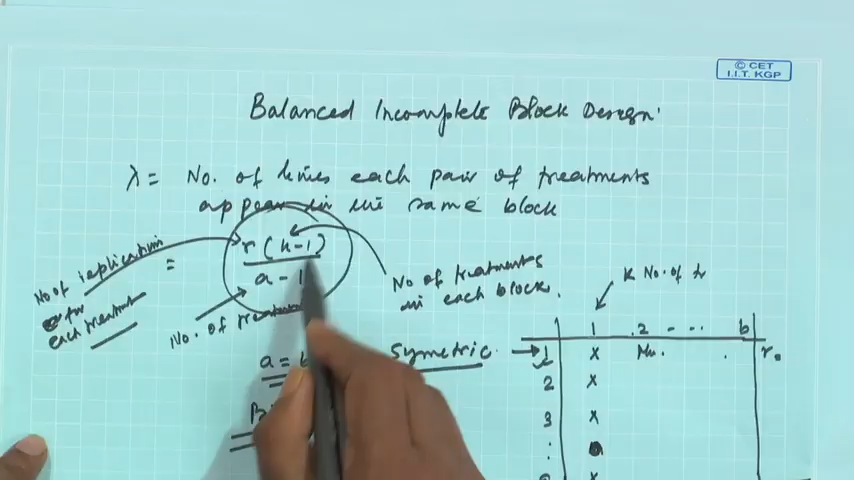 © CET
I.I.T. KGP
Balanced Incomplete Block Design
λ = No. of times each pair of treatments
appear in the same block
= r (k-1)
a - 1
No of replication
for
each treatment
No. of treatment
No of treatments
in each block.
K No. of tr
a =
Symetric
1 2 - ... b
1 x . r.
2 x
3 x
:
x